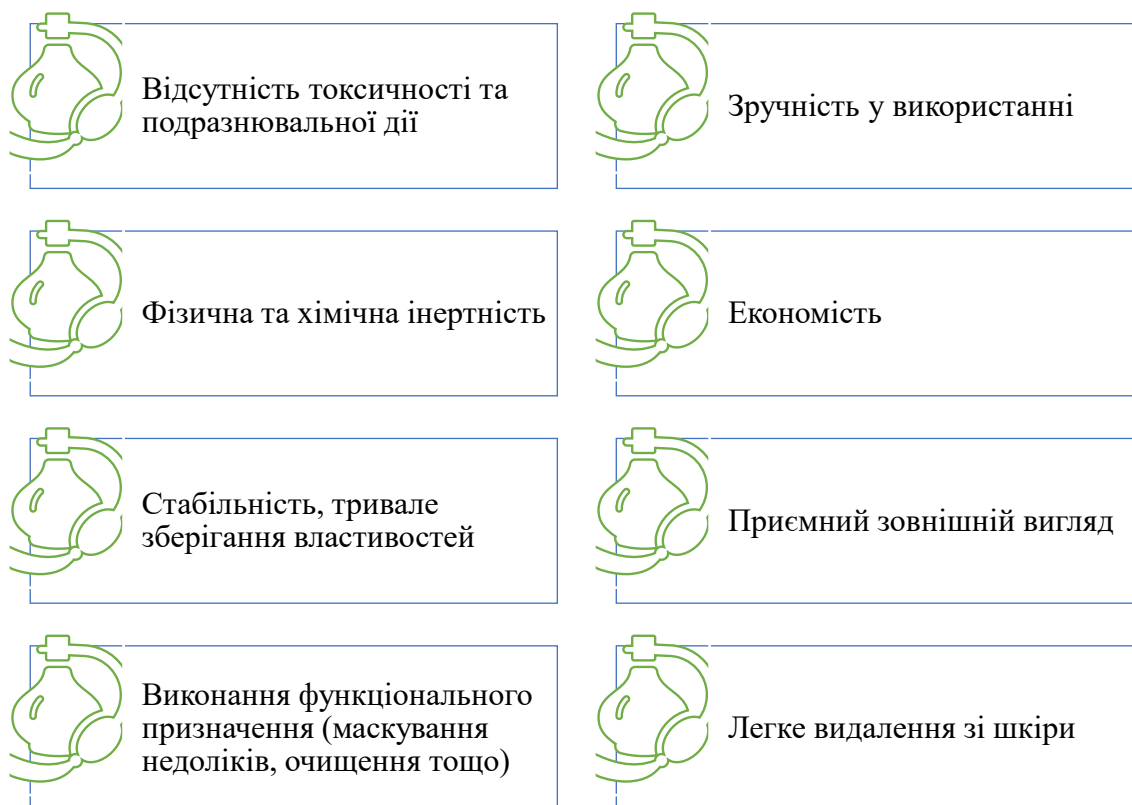 Відсутність токсичності та
подразнювальної дії
Зручність у використанні
Фізична та хімічна інертність
Економість
Стабільність, тривале
зберігання властивостей
Приємний зовнішній вигляд
Виконання функціонального
призначення (маскування
недоліків, очищення тощо)
Легке видалення зі шкіри